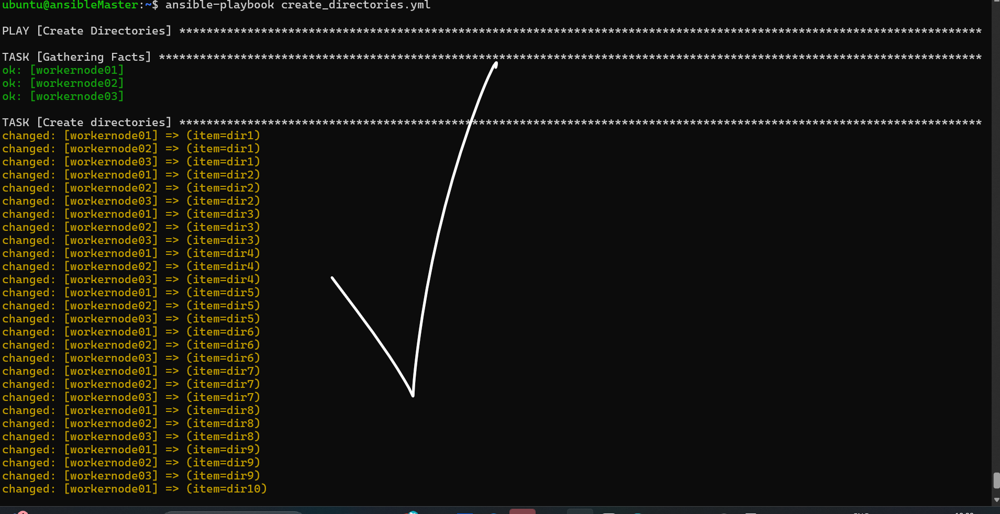 ubuntu@ansibleMaster:~$ ansible-playbook create_directories.yml
PLAY [Create Directories] **********************************************************************************************************************
TASK [Gathering Facts] *************************************************************************************************************************
ok: [workernode01]
ok: [workernode02]
ok: [workernode03]
TASK [Create directories] **********************************************************************************************************************
changed: [workernode01] => (item=dir1)
changed: [workernode02] => (item=dir1)
changed: [workernode03] => (item=dir1)
changed: [workernode01] => (item=dir2)
changed: [workernode02] => (item=dir2)
changed: [workernode03] => (item=dir2)
changed: [workernode01] => (item=dir3)
changed: [workernode02] => (item=dir3)
changed: [workernode03] => (item=dir3)
changed: [workernode01] => (item=dir4)
changed: [workernode02] => (item=dir4)
changed: [workernode03] => (item=dir4)
changed: [workernode01] => (item=dir5)
changed: [workernode02] => (item=dir5)
changed: [workernode03] => (item=dir5)
changed: [workernode01] => (item=dir6)
changed: [workernode02] => (item=dir6)
changed: [workernode03] => (item=dir6)
changed: [workernode01] => (item=dir7)
changed: [workernode02] => (item=dir7)
changed: [workernode03] => (item=dir7)
changed: [workernode01] => (item=dir8)
changed: [workernode02] => (item=dir8)
changed: [workernode03] => (item=dir8)
changed: [workernode01] => (item=dir9)
changed: [workernode02] => (item=dir9)
changed: [workernode03] => (item=dir9)
changed: [workernode01] => (item=dir10)